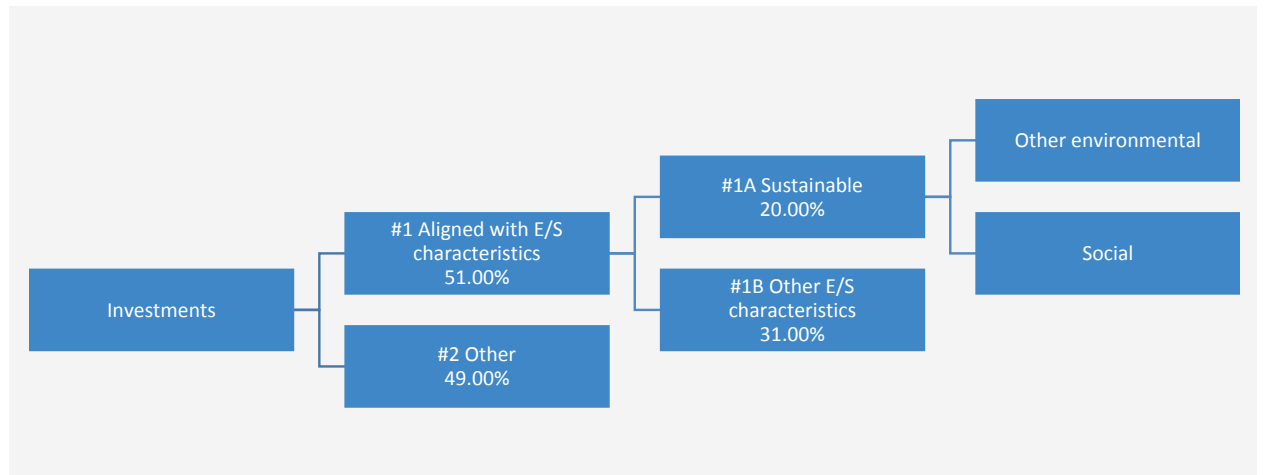 Investments
#1 Aligned with E/S
characteristics
51.00%
#2 Other
49.00%
#1A Sustainable
20.00%
#1B Other E/S
characteristics
31.00%
Other environmental
Social